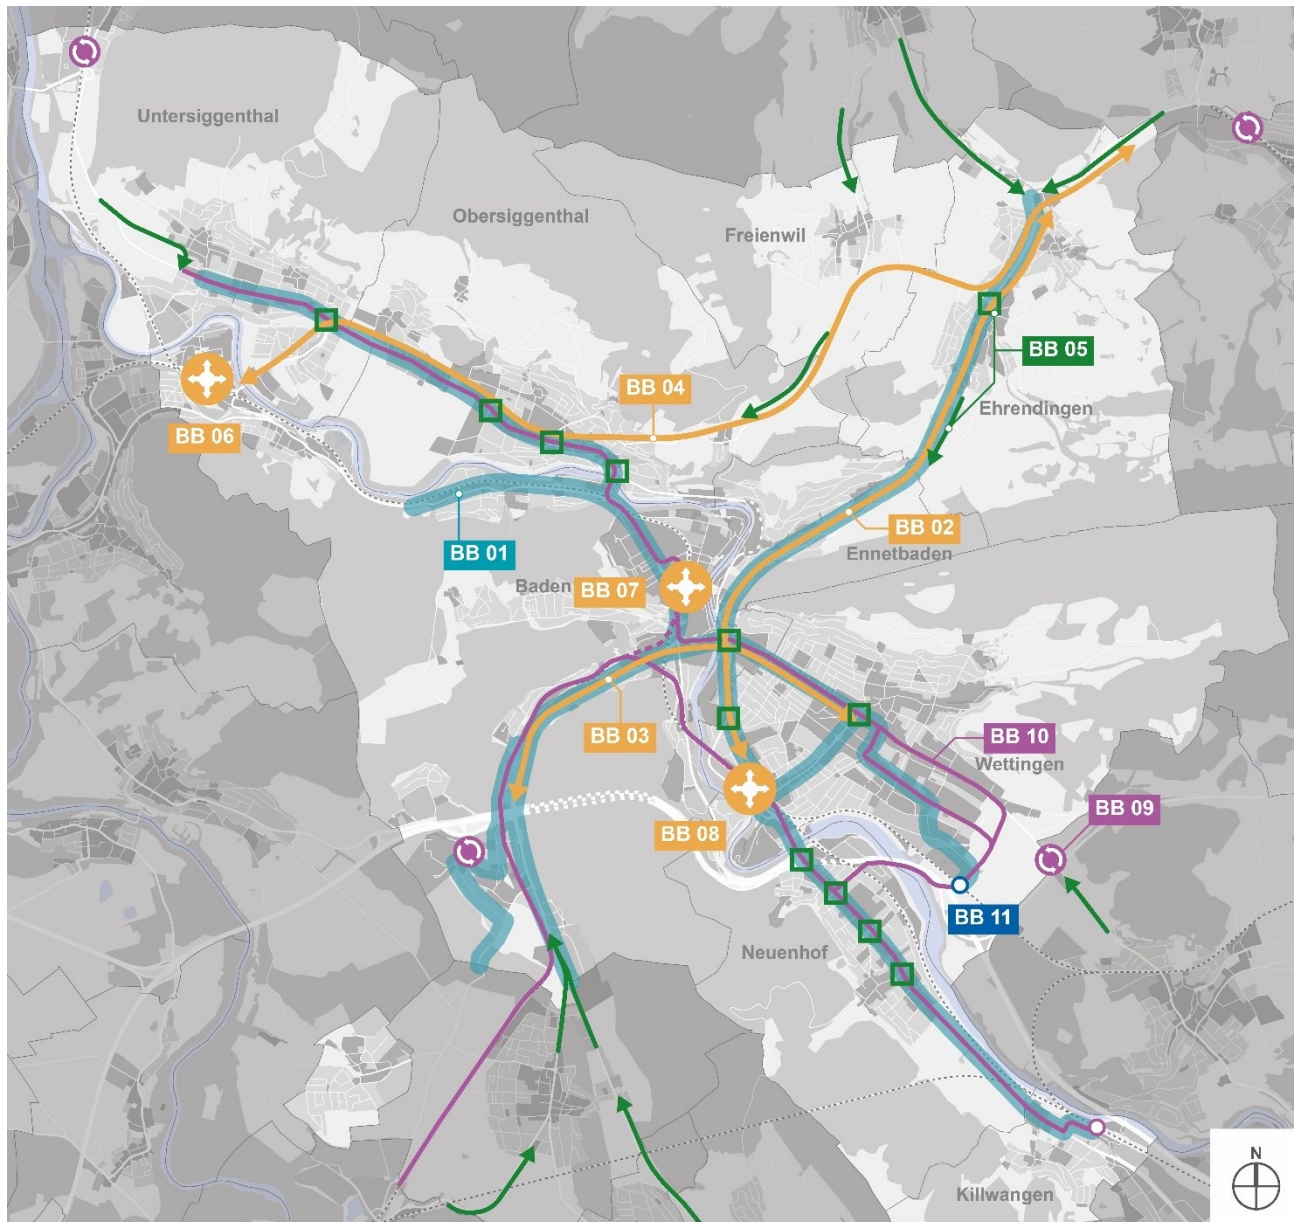 Untersiggenthal
Obersiggenthal
Freienwil
BB 05
BB 04
Ehrendingen
BB 06
BB 02
BB 01
Ennetbaden
Baden
BB 07
BB 03
BB 10
Wettingen
BB 09
BB 08
BB 11
Neuenhof
N
Killwangen